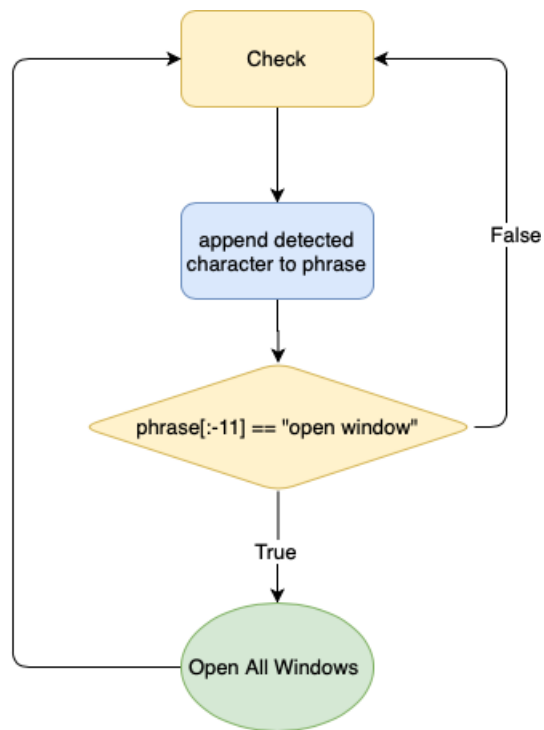 Check
append detected
character to phrase
False
phrase[:-11] == "open window"
True
Open All Windows